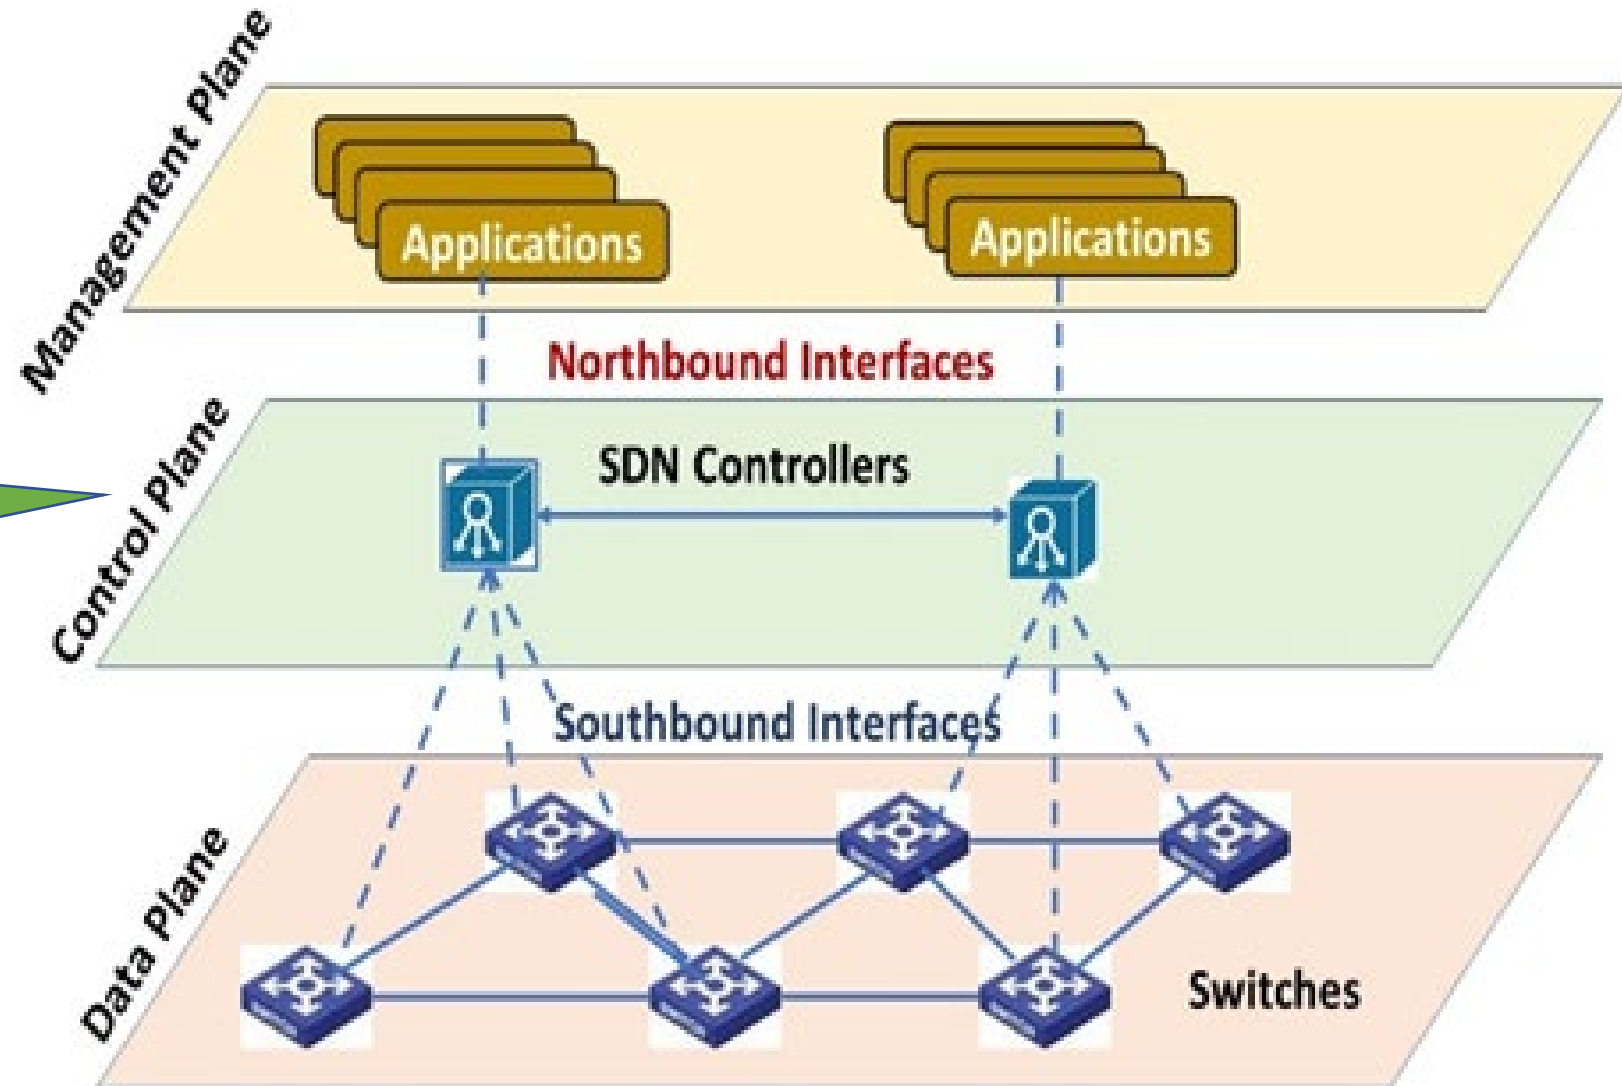 Management Plane
Applications
Applications
Northbound Interfaces
Control Plane
SDN Controllers
Southbound Interfaces
Data Plane
Switches